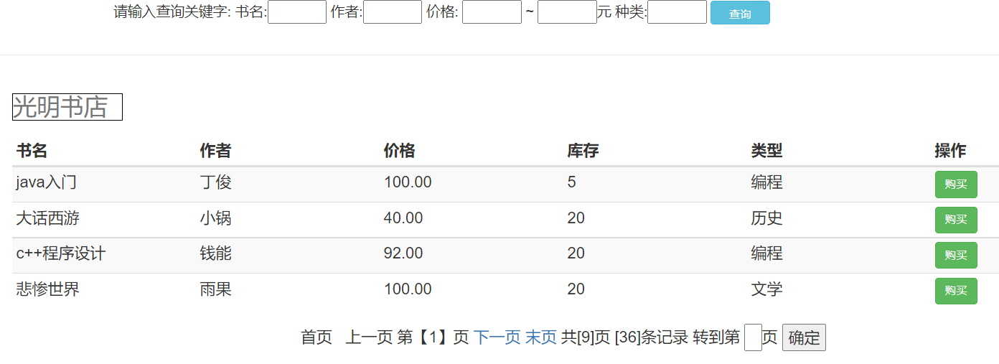 请输入查询关键字: 书名: 作者: 价格: ~ 元 种类: 查询
光明书店
书名 作者 价格 库存 类型 操作
java入门 丁俊 100.00 5 编程 购买
大话西游 小锅 40.00 20 历史 购买
c++程序设计 钱能 92.00 20 编程 购买
悲惨世界 雨果 100.00 20 文学 购买
首页 上一页 第【1】页 下一页 末页 共[9]页 [36]条记录 转到第 页 确定